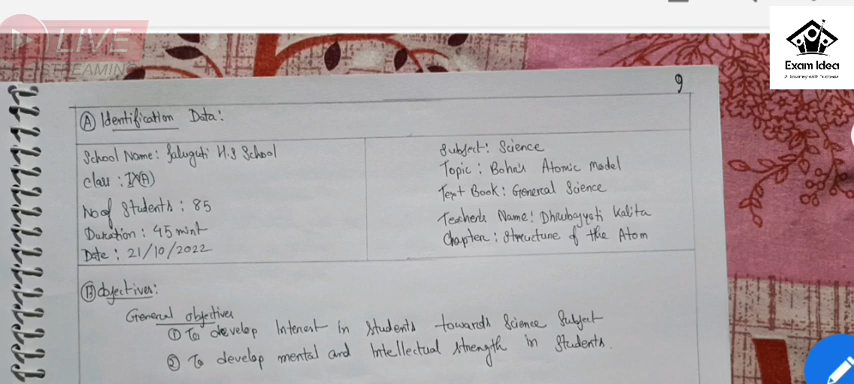 LIVE
STREAMING
Exam Idea
A Journey with Success
9
(A) Identification Data:
School Name: Jaluguti H.S School
Class : IX(A)
No of Students : 85
Duration : 45 mint
Date : 21/10/2022
Subject: Science
Topic : Bohr's Atomic Model
Text Book: General Science
Teacher's Name: Dhrubajyoti Kalita
Chapter : Structure of the Atom
(B) Objectives:
General objectives
(1) To develop Interest in students towards Science Subject
(2) To develop mental and Intellectual strength in Students.